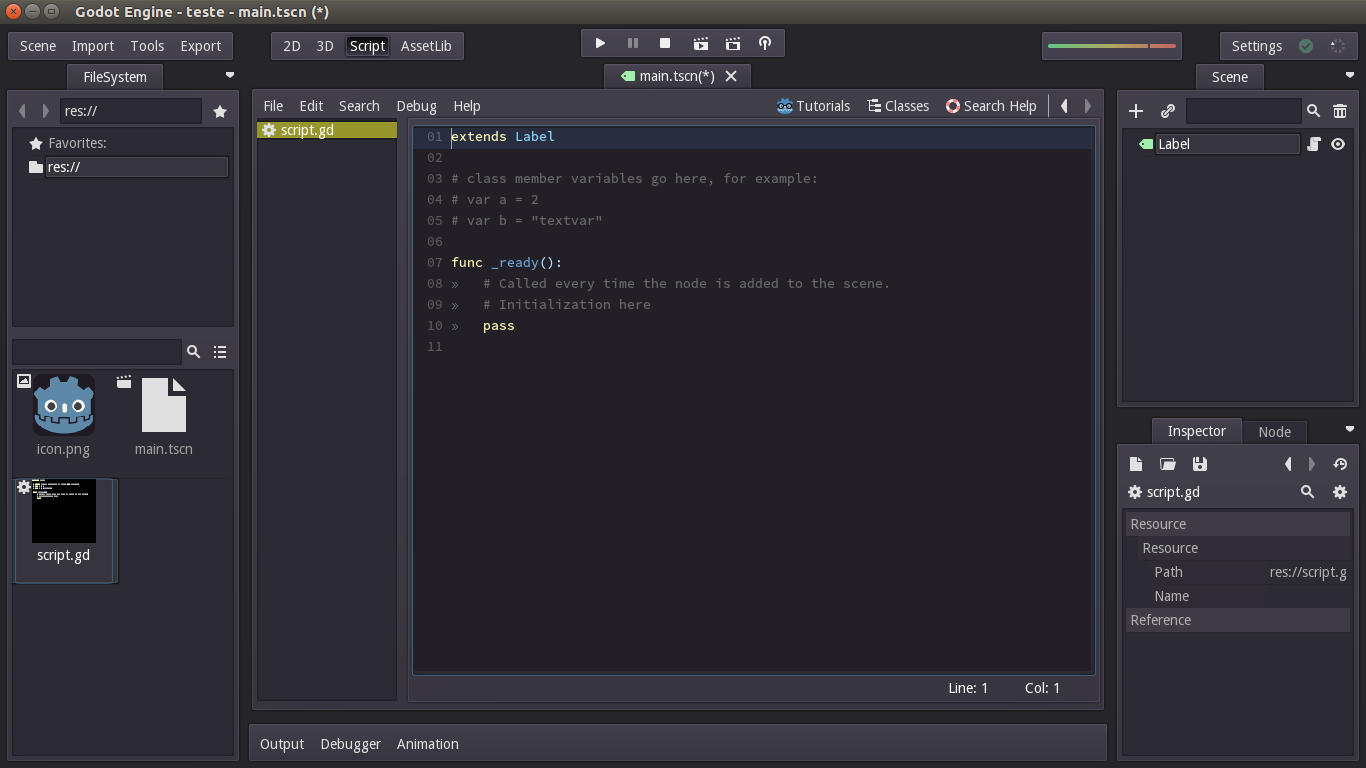 Godot Engine - teste - main.tscn (*)
Scene Import Tools Export
2D 3D Script AssetLib
Settings
FileSystem
res://
Favorites:
res://
icon.png
main.tscn
script.gd
main.tscn(*)
File Edit Search Debug Help
Tutorials Classes Search Help
script.gd
01 extends Label
02
03 # class member variables go here, for example:
04 # var a = 2
05 # var b = "textvar"
06
07 func _ready():
08 » # Called every time the node is added to the scene.
09 » # Initialization here
10 » pass
11
Line: 1 Col: 1
Output Debugger Animation
Scene
Label
Inspector Node
script.gd
Resource
Resource
Path res://script.g
Name
Reference